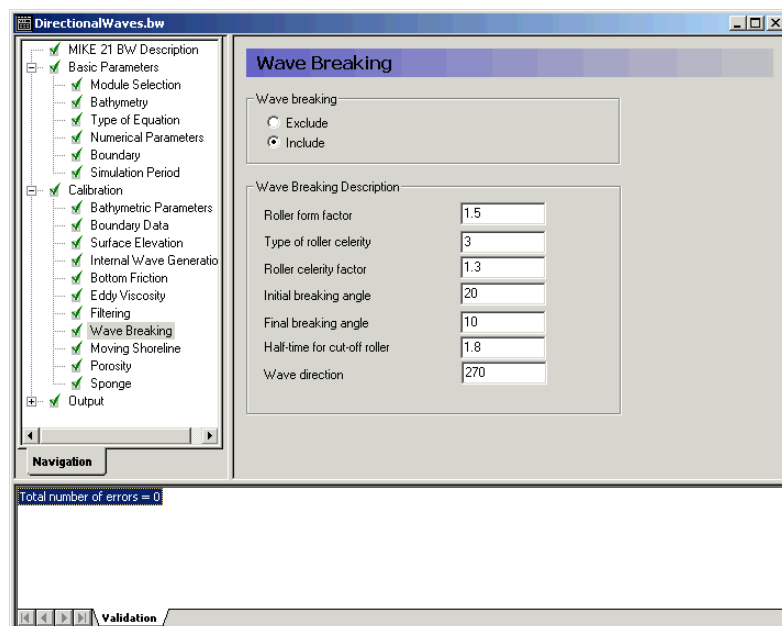 DirectionalWaves.bw
MIKE 21 BW Description
Basic Parameters
Module Selection
Bathymetry
Type of Equation
Numerical Parameters
Boundary
Simulation Period
Calibration
Bathymetric Parameters
Boundary Data
Surface Elevation
Internal Wave Generatio
Bottom Friction
Eddy Viscosity
Filtering
Wave Breaking
Moving Shoreline
Porosity
Sponge
Output
Navigation
Wave Breaking
Wave breaking
Exclude
Include
Wave Breaking Description
Roller form factor 1.5
Type of roller celerity 3
Roller celerity factor 1.3
Initial breaking angle 20
Final breaking angle 10
Half-time for cut-off roller 1.8
Wave direction 270
Total number of errors = 0
Validation